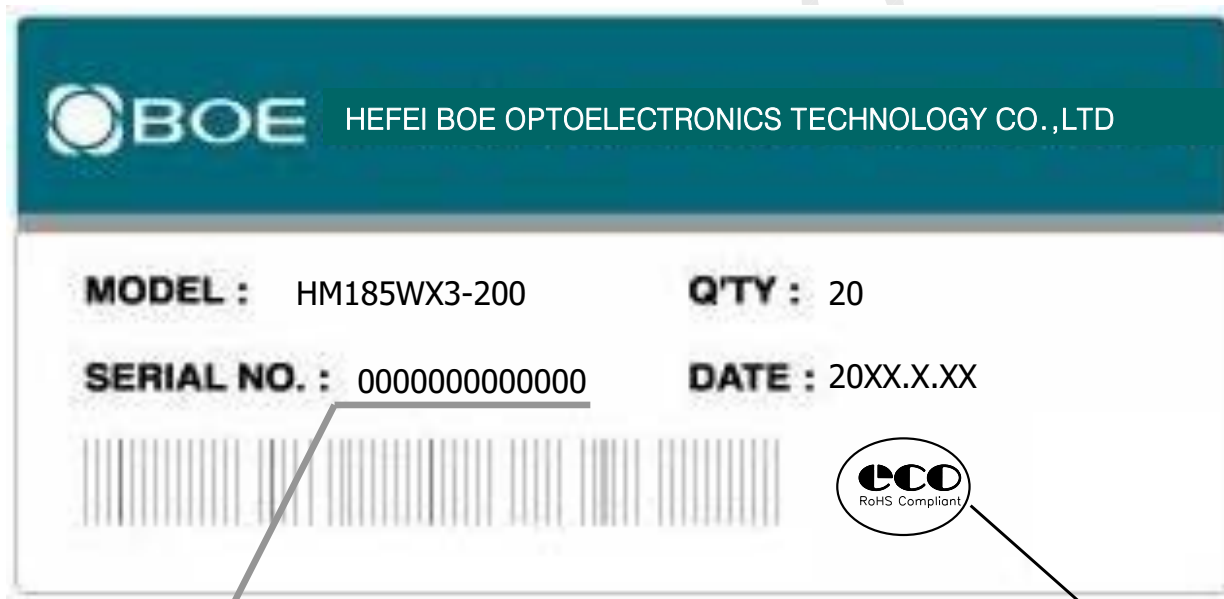 BOE HEFEI BOE OPTOELECTRONICS TECHNOLOGY CO.,LTD
MODEL : HM185WX3-200 Q'TY : 20
SERIAL NO. : 0000000000000 DATE : 20XX.X.XX
eco
RoHS Compliant